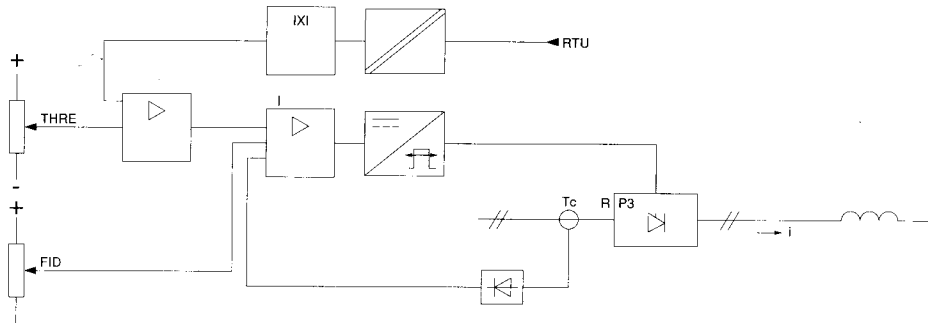 IXI
RTU
+
THRE
I
-
+
Tc
R P3
i
FID